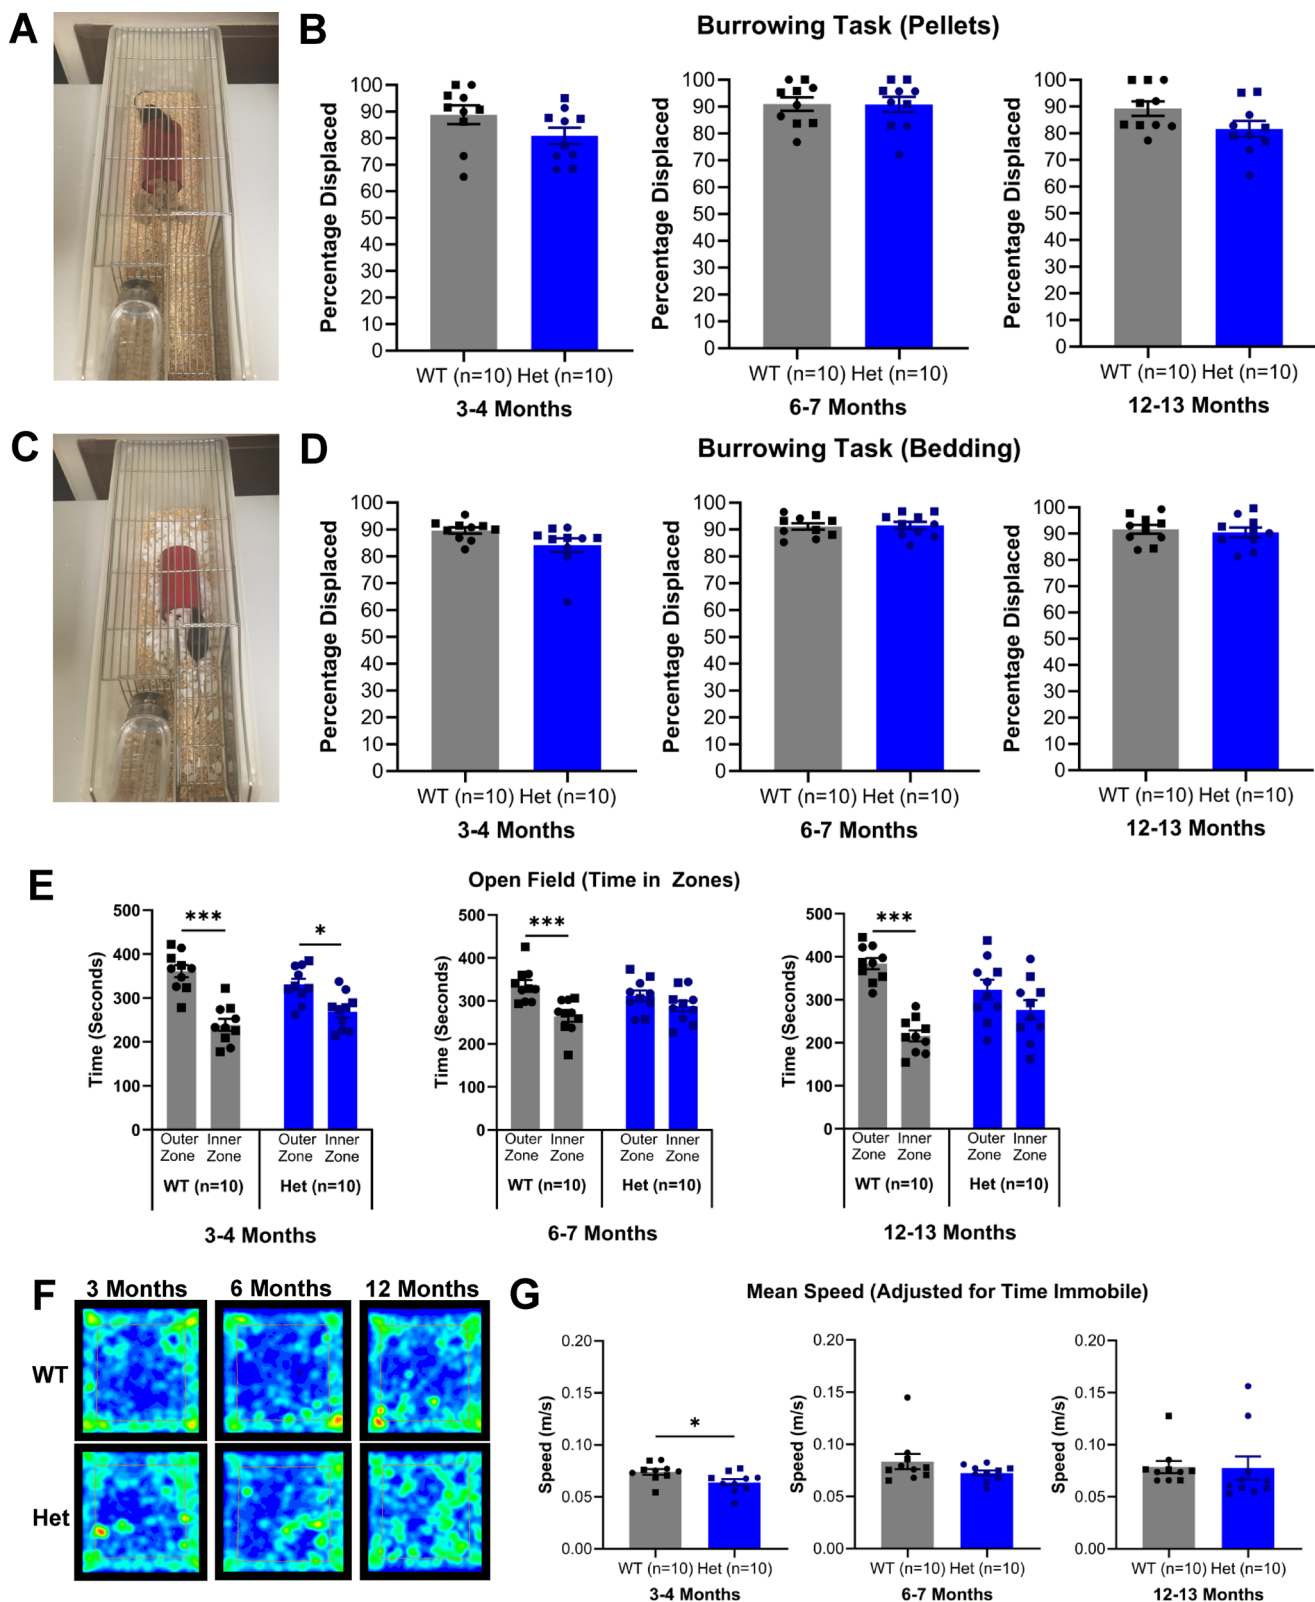 A
B
Burrowing Task (Pellets)
Percentage Displaced
100
90
80
70
60
50
40
30
20
10
0
WT (n=10) Het (n=10)
3-4 Months
Percentage Displaced
100
90
80
70
60
50
40
30
20
10
0
WT (n=10) Het (n=10)
6-7 Months
Percentage Displaced
100
90
80
70
60
50
40
30
20
10
0
WT (n=10) Het (n=10)
12-13 Months
C
D
Burrowing Task (Bedding)
Percentage Displaced
100
90
80
70
60
50
40
30
20
10
0
WT (n=10) Het (n=10)
3-4 Months
Percentage Displaced
100
90
80
70
60
50
40
30
20
10
0
WT (n=10) Het (n=10)
6-7 Months
Percentage Displaced
100
90
80
70
60
50
40
30
20
10
0
WT (n=10) Het (n=10)
12-13 Months
E
Open Field (Time in Zones)
Time (Seconds)
500
400
300
200
100
0
*** *
Outer Inner Outer Inner
Zone Zone Zone Zone
WT (n=10) Het (n=10)
3-4 Months
Time (Seconds)
500
400
300
200
100
0
***
Outer Inner Outer Inner
Zone Zone Zone Zone
WT (n=10) Het (n=10)
6-7 Months
Time (Seconds)
500
400
300
200
100
0
***
Outer Inner Outer Inner
Zone Zone Zone Zone
WT (n=10) Het (n=10)
12-13 Months
F
3 Months 6 Months 12 Months
WT
Het
G
Mean Speed (Adjusted for Time Immobile)
Speed (m/s)
0.20
0.15
0.10
0.05
0.00
*
WT (n=10) Het (n=10)
3-4 Months
Speed (m/s)
0.20
0.15
0.10
0.05
0.00
WT (n=10) Het (n=10)
6-7 Months
Speed (m/s)
0.20
0.15
0.10
0.05
0.00
WT (n=10) Het (n=10)
12-13 Months